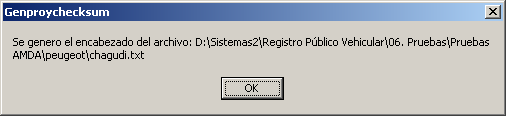 Genproychecksum
Se genero el encabezado del archivo: D:\Sistemas2\Registro Público Vehicular\06. Pruebas\Pruebas
AMDA\peugeot\chagudi.txt
OK